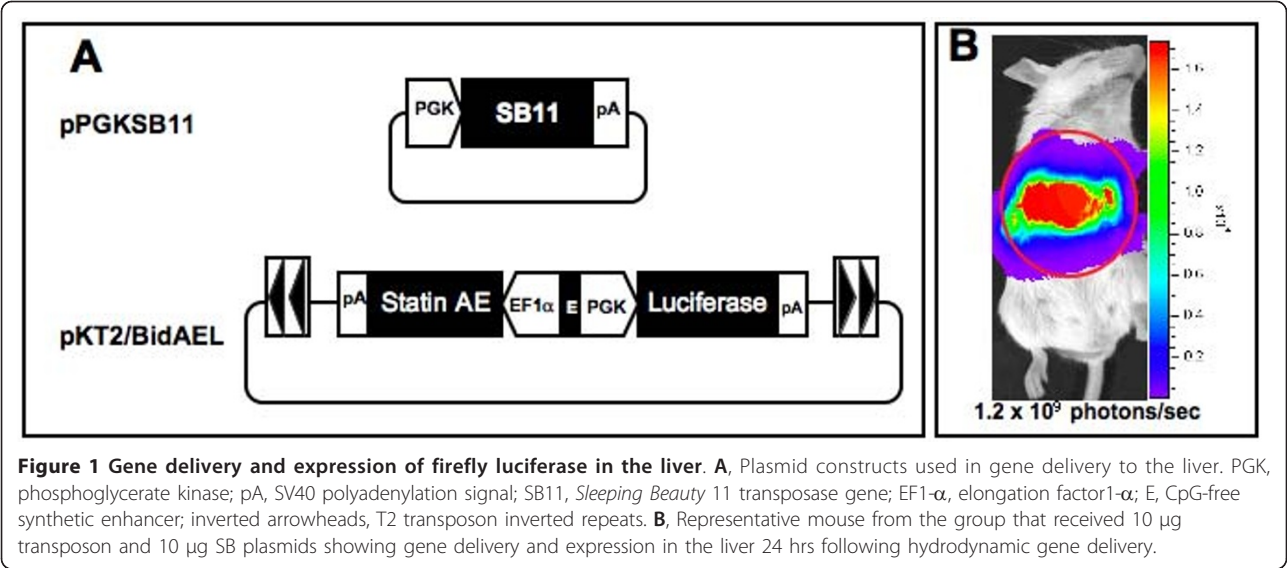 A
pPGKSB11
PGK SB11 pA
pKT2/BidAEL
pA Statin AE EF1α E PGK Luciferase pA
B
1.6
1.4
1.2
1.0
0.8
0.6
0.4
0.2
1.2 x 10⁹ photons/sec
Figure 1 Gene delivery and expression of firefly luciferase in the liver. A, Plasmid constructs used in gene delivery to the liver. PGK,
phosphoglycerate kinase; pA, SV40 polyadenylation signal; SB11, Sleeping Beauty 11 transposase gene; EF1-α, elongation factor1-α; E, CpG-free
synthetic enhancer; inverted arrowheads, T2 transposon inverted repeats. B, Representative mouse from the group that received 10 μg
transposon and 10 μg SB plasmids showing gene delivery and expression in the liver 24 hrs following hydrodynamic gene delivery.